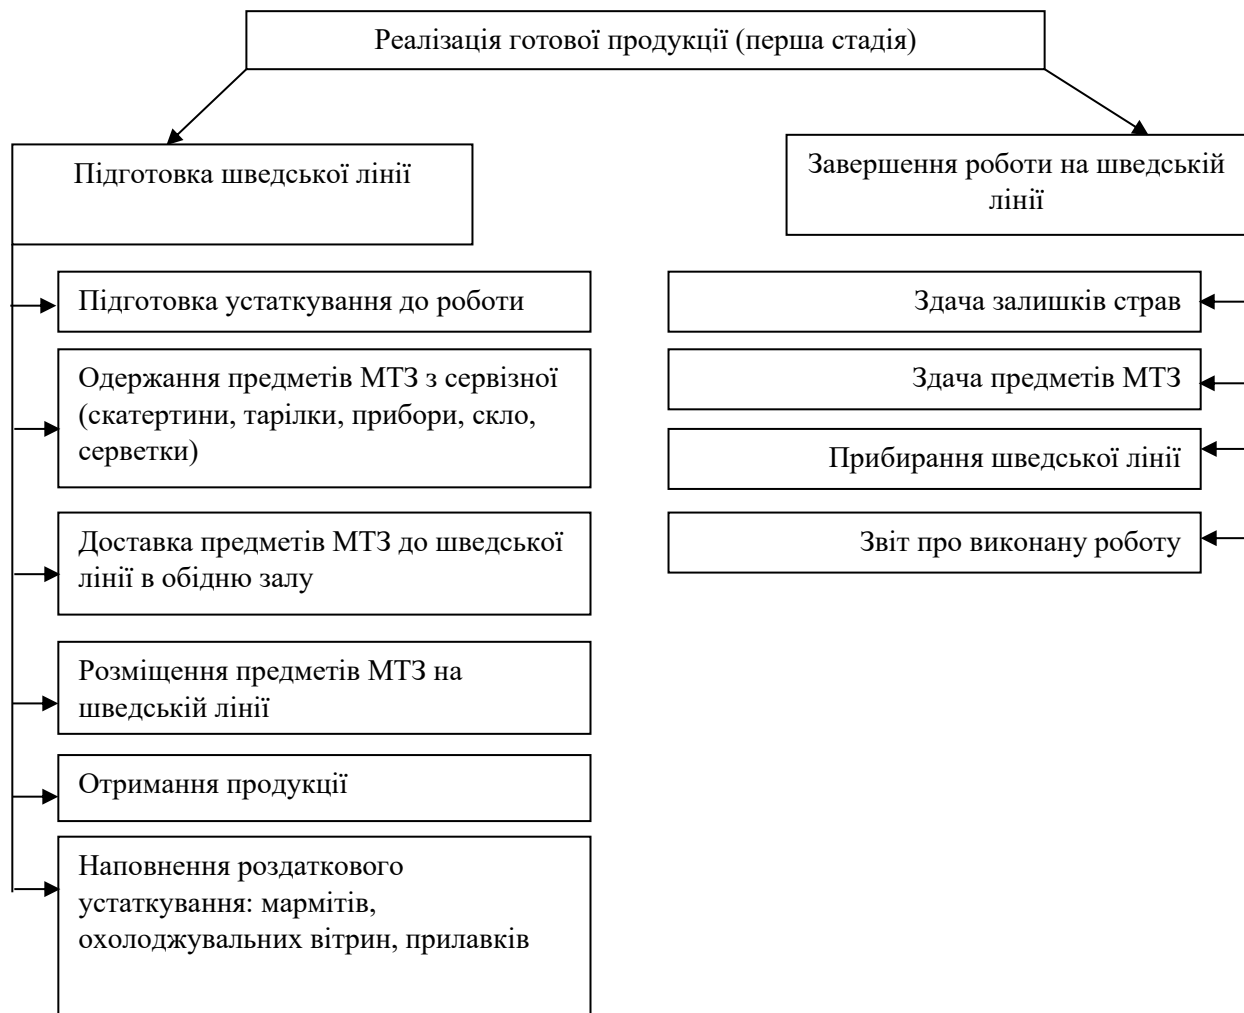 Реалізація готової продукції (перша стадія)
Підготовка шведської лінії
Завершення роботи на шведській
лінії
Підготовка устаткування до роботи
Одержання предметів МТЗ з сервізної
(скатертини, тарілки, прибори, скло,
серветки)
Доставка предметів МТЗ до шведської
лінії в обідню залу
Розміщення предметів МТЗ на
шведській лінії
Отримання продукції
Наповнення роздаткового
устаткування: мармітів,
охолоджувальних вітрин, прилавків
Здача залишків страв
Здача предметів МТЗ
Прибирання шведської лінії
Звіт про виконану роботу